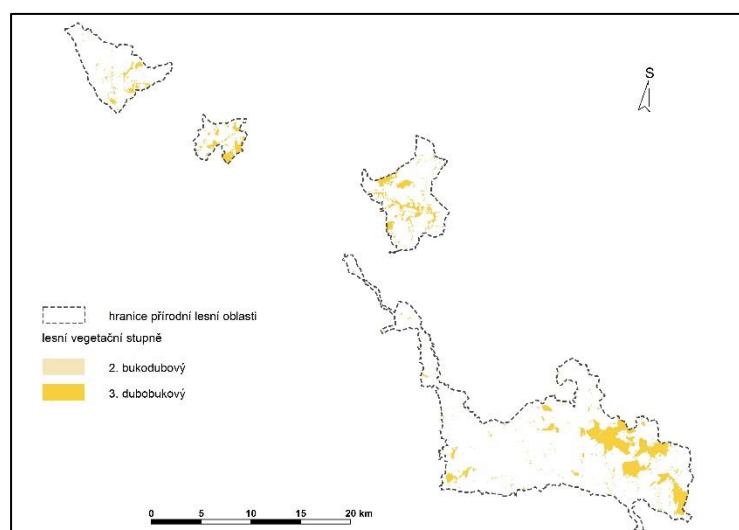 S
hranice přírodní lesní oblasti
lesní vegetační stupně
2. bukodubový
3. dubobukový
0 5 10 15 20 km